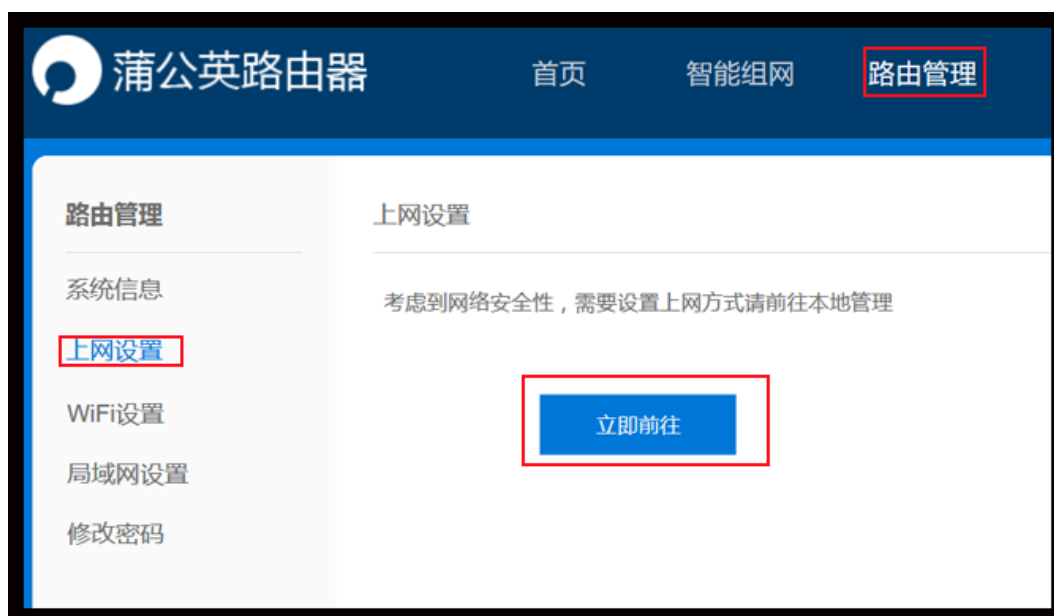 蒲公英路由器 首页 智能组网 路由管理
路由管理
系统信息
上网设置
WiFi设置
局域网设置
修改密码
上网设置
考虑到网络安全性，需要设置上网方式请前往本地管理
立即前往